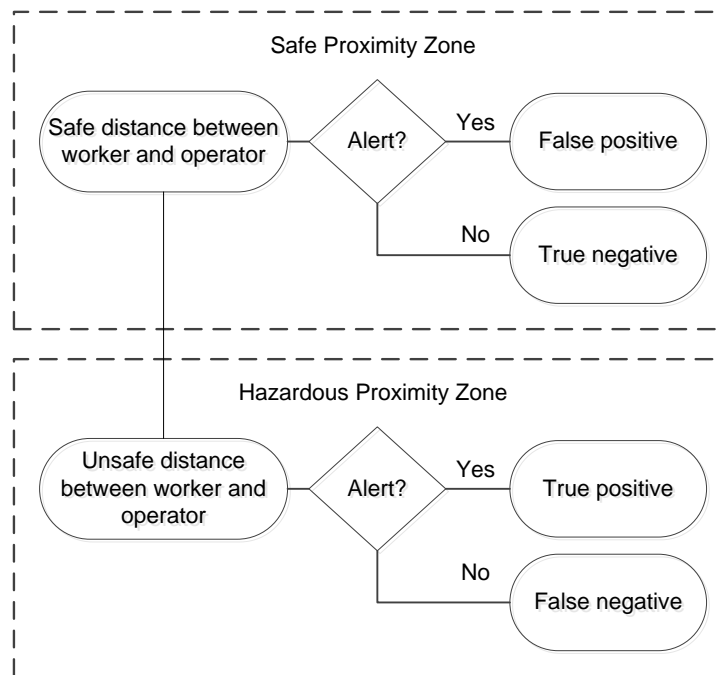 Safe Proximity Zone
Safe distance between
worker and operator
Alert?
Yes
False positive
No
True negative
Hazardous Proximity Zone
Unsafe distance
between worker and
operator
Alert?
Yes
True positive
No
False negative